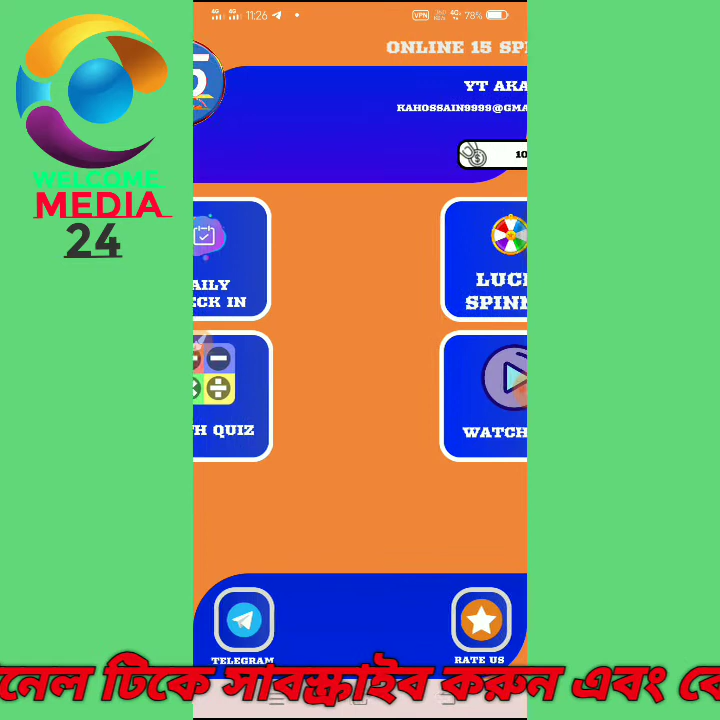 11:26
VPN
78%
ONLINE 15 SPI
YT AKA
KAHOSSAIN9999@GMA
10
WELCOME
MEDIA
24
AILY
ECK IN
LUC
SPINN
H QUIZ
WATCH
TELEGRAM
RATE US
নেল টিকে সাবস্ক্রাইব করুন এবং বে